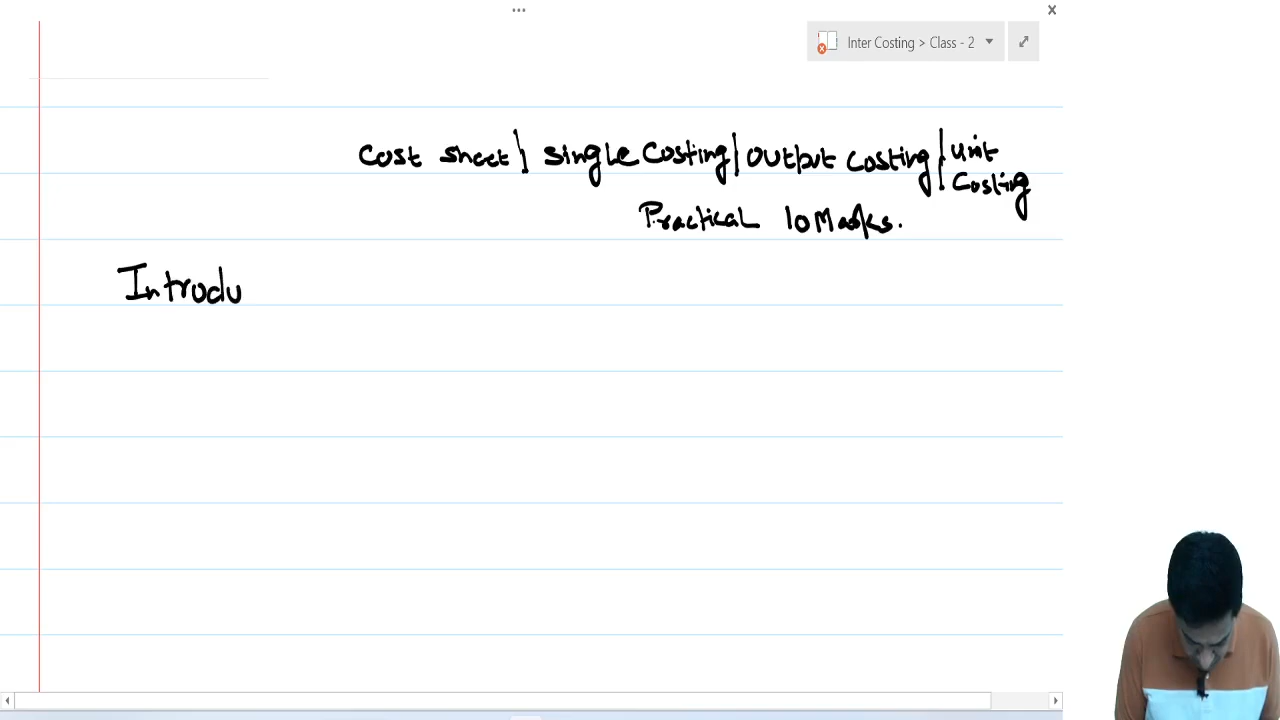 Inter Costing > Class - 2
Cost sheet | Single Costing | Output Costing | Unit Costing
Practical 10 Marks.
Introdu